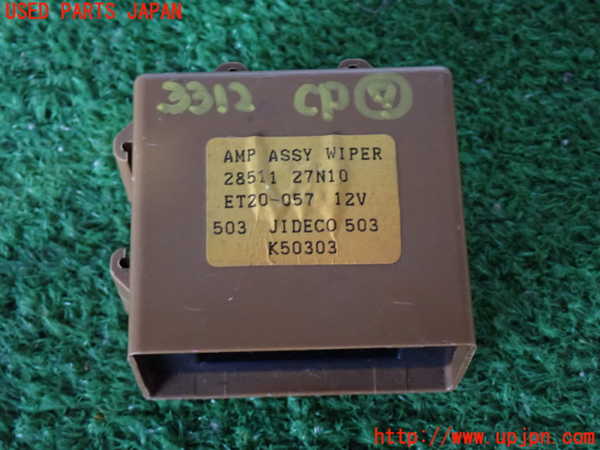 USED PARTS JAPAN
3312 CP④
AMP ASSY WIPER
28511 27N10
ET20-057 12V
503 JIDECO 503
K50303
http://www.upjpn.com/